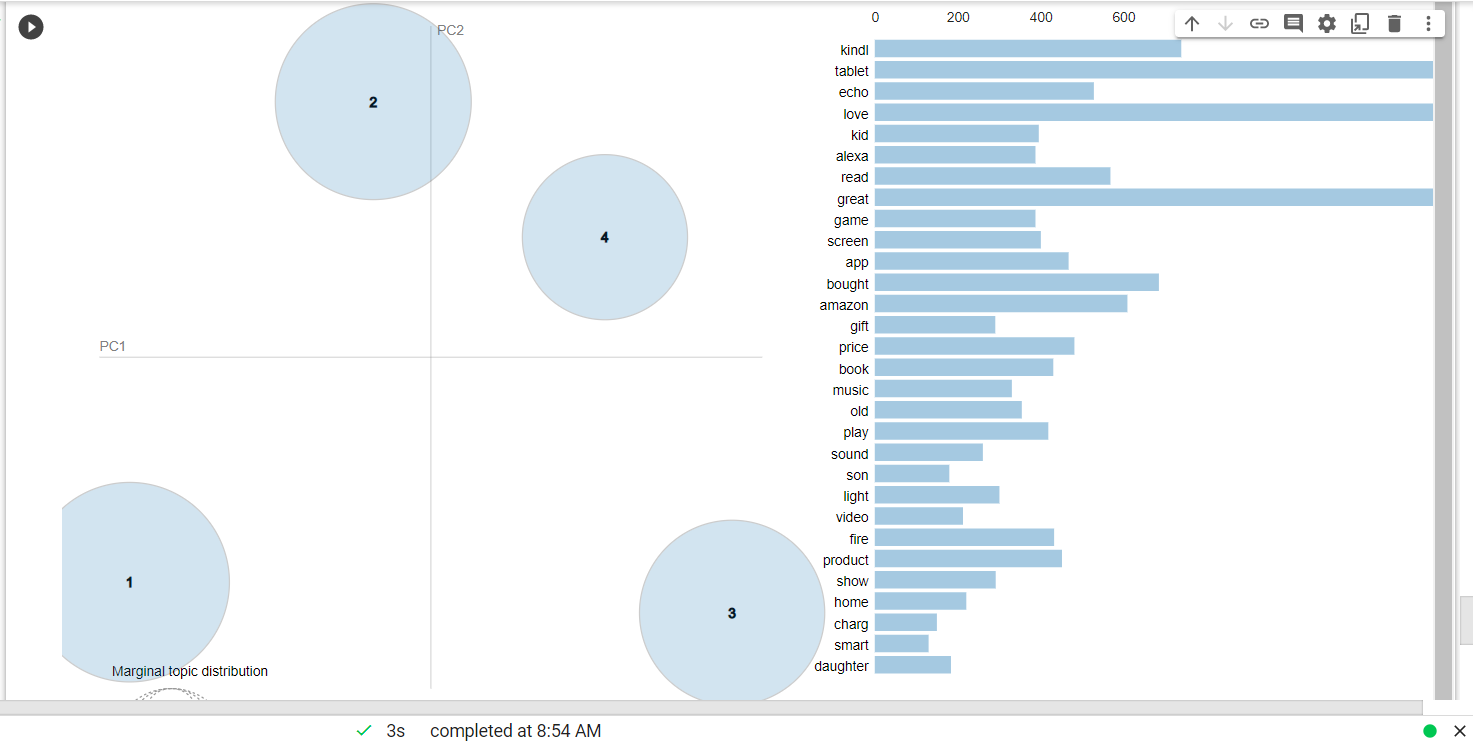 0 200 400 600
PC2
2
4
PC1
1
3
Marginal topic distribution
kindl
tablet
echo
love
kid
alexa
read
great
game
screen
app
bought
amazon
gift
price
book
music
old
play
sound
son
light
video
fire
product
show
home
charg
smart
daughter
3s completed at 8:54 AM